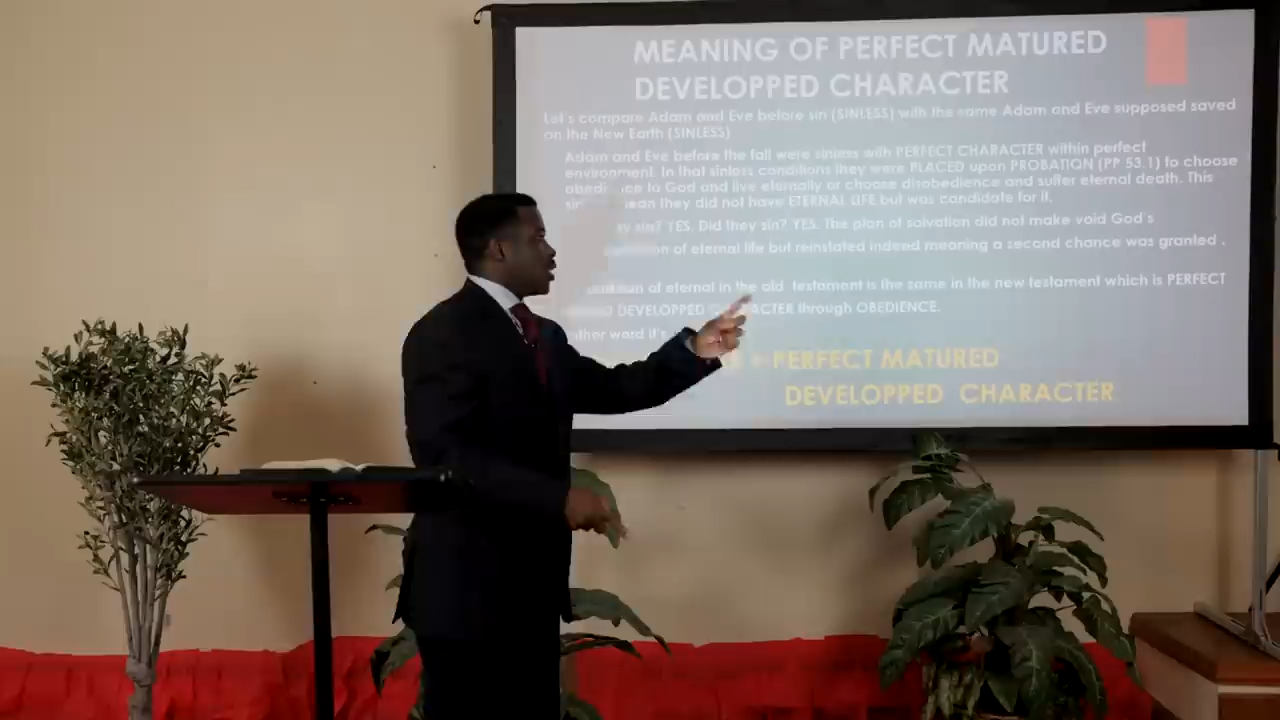 MEANING OF PERFECT MATURED
DEVELOPPED CHARACTER
Let's compare Adam and Eve before sin (SINLESS) with the same Adam and Eve supposed saved
on the New Earth (SINLESS)
Adam and Eve before the fall were sinless with PERFECT CHARACTER within perfect
environment. In that sinless conditions they were PLACED upon PROBATION (PP 53.1) to choose
to God and live eternally or choose disobedience and suffer eternal death. This
they did not have ETERNAL LIFE but was candidate for it.
sin? YES. Did they sin? YES. The plan of salvation did not make void God's
of eternal life but reinstated indeed meaning a second chance was granted .
of eternal in the old testament is the same in the new testament which is PERFECT
DEVELOPPED through OBEDIENCE.
word it's
= PERFECT MATURED
DEVELOPPED CHARACTER